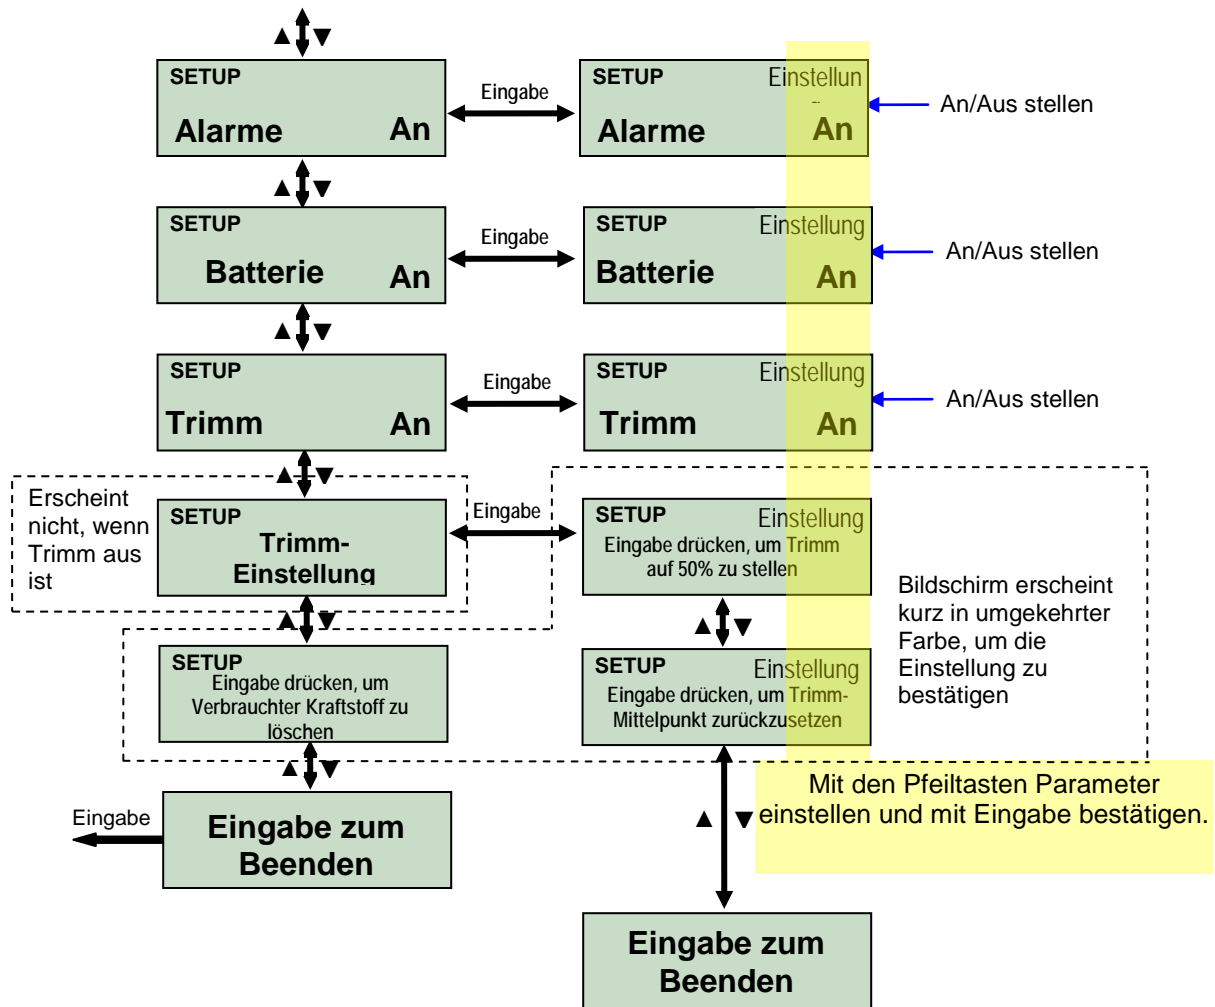 ▲ ▼
SETUP
Alarme An
Eingabe
SETUP Einstellun
Alarme An
An/Aus stellen
▲ ▼
SETUP
Batterie An
Eingabe
SETUP Einstellung
Batterie An
An/Aus stellen
▲ ▼
SETUP
Trimm An
Eingabe
SETUP Einstellung
Trimm An
An/Aus stellen
▲ ▼
Erscheint
nicht, wenn
Trimm aus
ist
SETUP
Trimm-
Einstellung
Eingabe
SETUP Einstellung
Eingabe drücken, um Trimm
auf 50% zu stellen
Bildschirm erscheint
kurz in umgekehrter
Farbe, um die
Einstellung zu
bestätigen
▲ ▼
▲ ▼
SETUP
Eingabe drücken, um
Verbrauchter Kraftstoff zu
löschen
SETUP Einstellung
Eingabe drücken, um Trimm-
Mittelpunkt zurückzusetzen
▲ ▼
Mit den Pfeiltasten Parameter
einstellen und mit Eingabe bestätigen.
▲ ▼
Eingabe
Eingabe zum
Beenden
Eingabe zum
Beenden